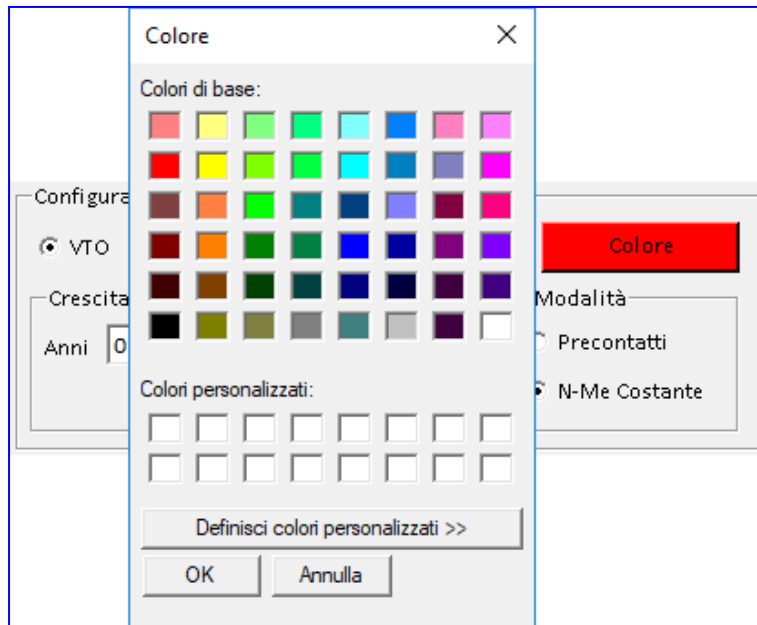 Colore
Colori di base:
Configura
VTO
Colore
Crescita
Modalità
Anni
0
Precontatti
N-Me Costante
Colori personalizzati:
Definisci colori personalizzati >>
OK
Annulla